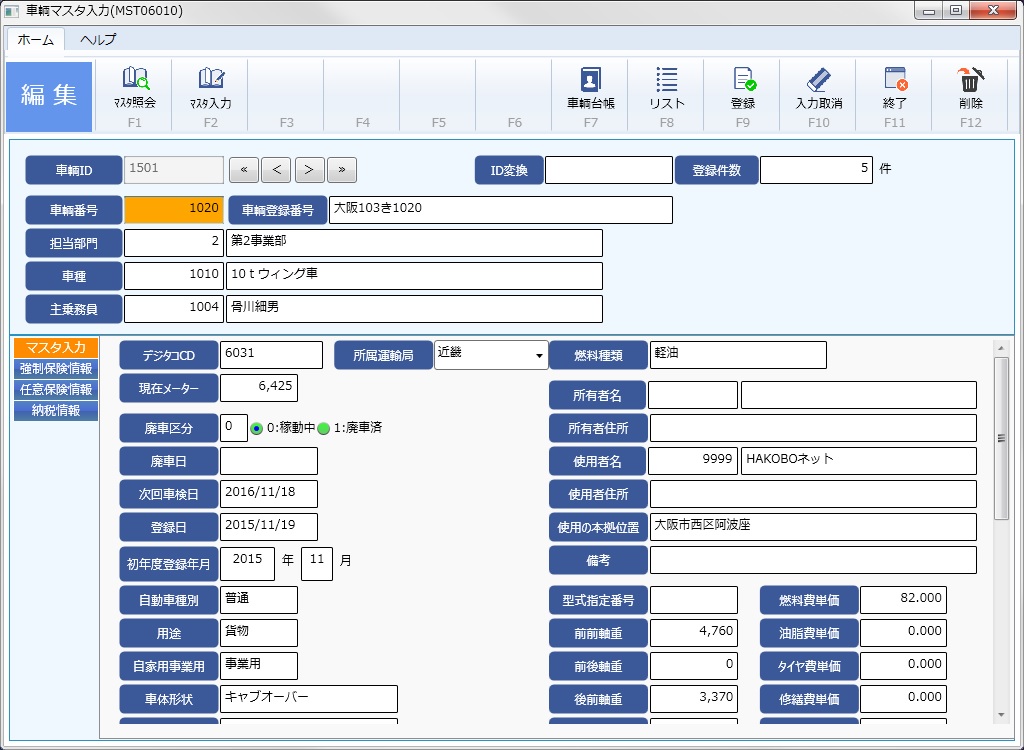 車輌マスタ入力(MST06010)
ホーム ヘルプ
編集 マスタ照会 マスタ入力 車輌台帳 リスト 登録 入力取消 終了 削除
F1 F2 F3 F4 F5 F6 F7 F8 F9 F10 F11 F12
車輌ID 1501 « < > » ID変換 登録件数 5 件
車輌番号 1020 車輌登録番号 大阪103き1020
担当部門 2 第2事業部
車種 1010 10ｔウィング車
主乗務員 1004 骨川細男
マスタ入力
強制保険情報
任意保険情報
納税情報
デジタコCD 6031 所属運輸局 近畿 燃料種類 軽油
現在メーター 6,425 所有者名
廃車区分 0 0:稼動中 1:廃車済 所有者住所
廃車日 使用者名 9999 HAKOBOネット
次回車検日 2016/11/18 使用者住所
登録日 2015/11/19 使用の本拠位置 大阪市西区阿波座
初年度登録年月 2015 年 11 月 備考
自動車種別 普通 型式指定番号 燃料費単価 82.000
用途 貨物 前前軸重 4,760 油脂費単価 0.000
自家用事業用 事業用 前後軸重 0 タイヤ費単価 0.000
車体形状 キャブオーバー 後前軸重 3,370 修繕費単価 0.000